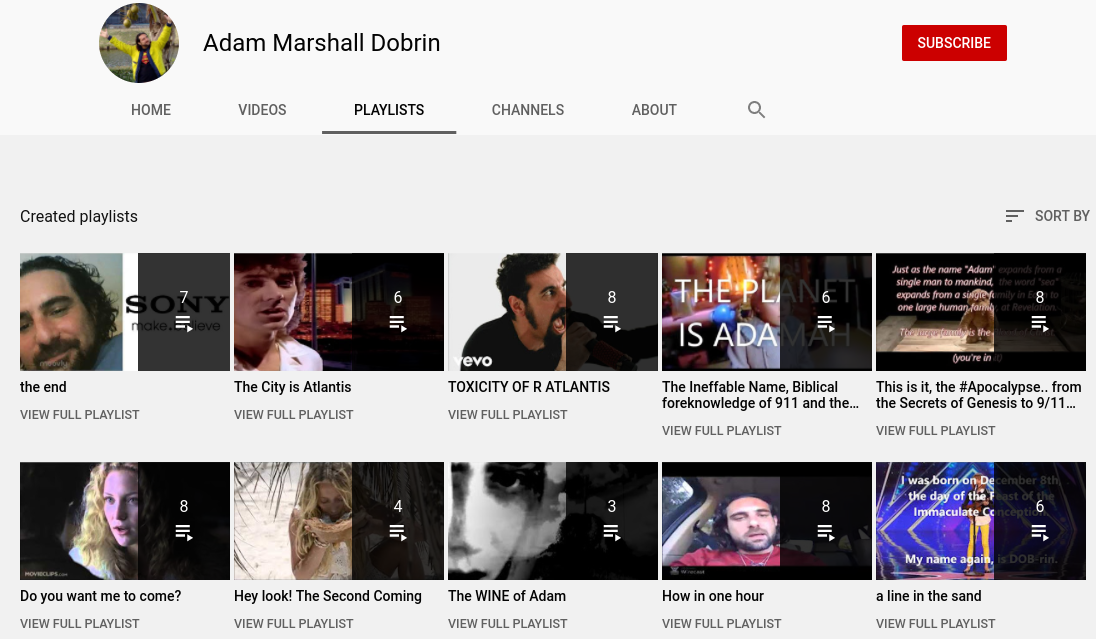 Adam Marshall Dobrin
SUBSCRIBE
HOME VIDEOS PLAYLISTS CHANNELS ABOUT
Created playlists
SORT BY
SONY
make.believe
7
6
vevo
8
THE PLANET
IS ADAMAH
6
Just as the name "Adam" expands from a
single man to mankind, the word "sea"
expands from a single family in Eden to
one large human family, at Revelation.
(you're in it)
8
the end
VIEW FULL PLAYLIST
The City is Atlantis
VIEW FULL PLAYLIST
TOXICITY OF R ATLANTIS
VIEW FULL PLAYLIST
The Ineffable Name, Biblical
foreknowledge of 911 and the...
VIEW FULL PLAYLIST
This is it, the #Apocalypse.. from
the Secrets of Genesis to 9/11...
VIEW FULL PLAYLIST
MOVIECLIPS.COM
8
4
3
8
I was born on December 8th,
the day of the Feast of the
Immaculate Conception.
My name again, is DOB-rin.
6
Do you want me to come?
VIEW FULL PLAYLIST
Hey look! The Second Coming
VIEW FULL PLAYLIST
The WINE of Adam
VIEW FULL PLAYLIST
How in one hour
VIEW FULL PLAYLIST
a line in the sand
VIEW FULL PLAYLIST